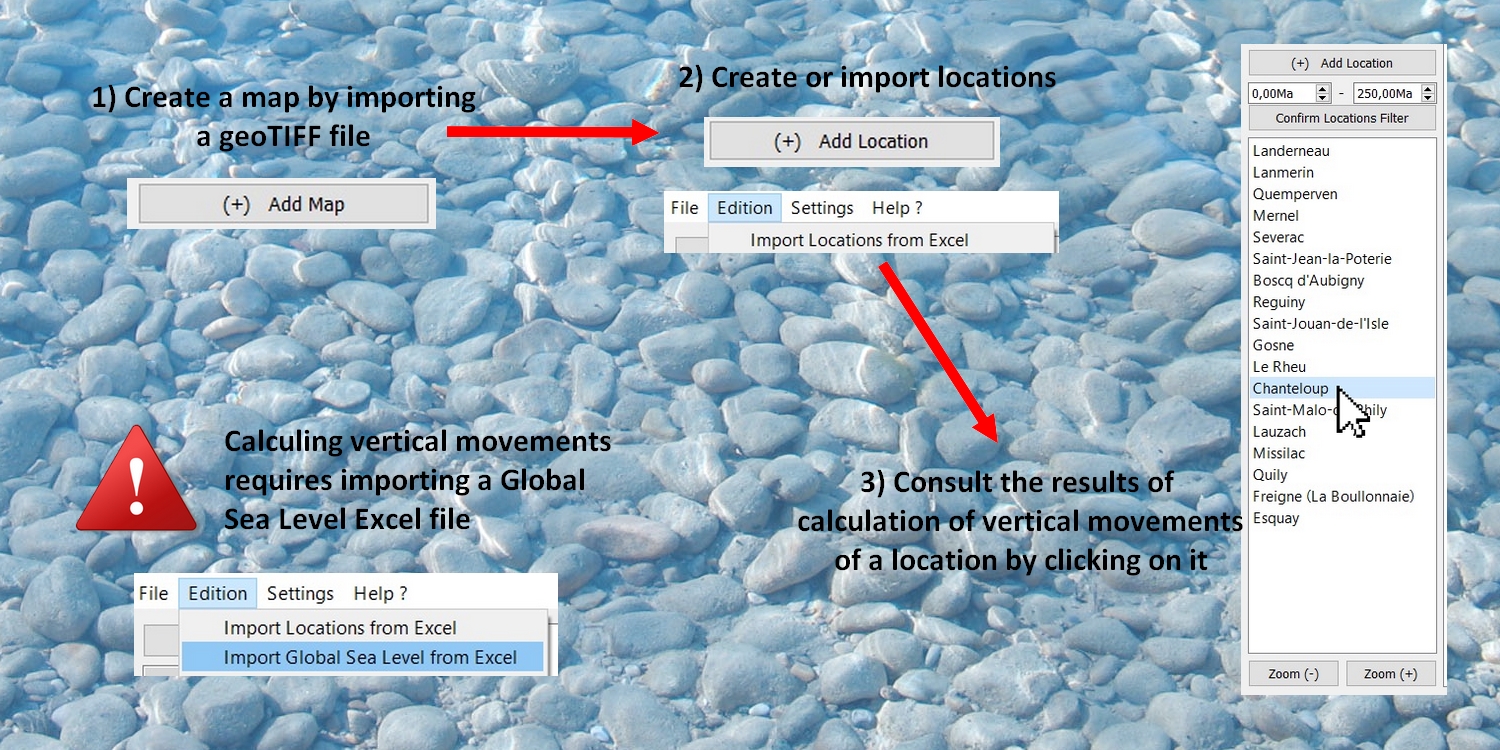 1) Create a map by importing
a geoTIFF file
(+) Add Map
2) Create or import locations
(+) Add Location
File Edition Settings Help ?
Import Locations from Excel
Calculing vertical movements
requires importing a Global
Sea Level Excel file
File Edition Settings Help ?
Import Locations from Excel
Import Global Sea Level from Excel
3) Consult the results of
calculation of vertical movements
of a location by clicking on it
(+) Add Location
0,00Ma - 250,00Ma
Confirm Locations Filter
Landerneau
Lanmerin
Quemperven
Mernel
Severac
Saint-Jean-la-Poterie
Boscq d'Aubigny
Reguiny
Saint-Jouan-de-l'Isle
Gosne
Le Rheu
Chanteloup
Lauzach
Missilac
Quily
Freigne (La Boullonnaie)
Esquay
Zoom (-) Zoom (+)